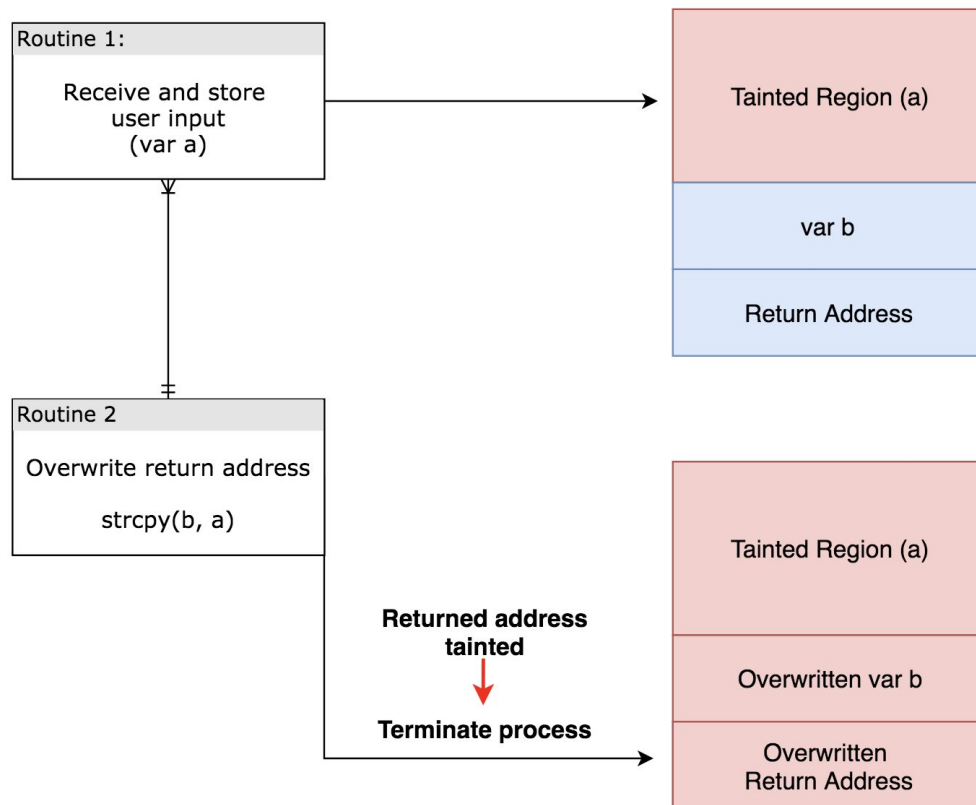 Routine 1:
Receive and store
user input
(var a)
Tainted Region (a)
var b
Return Address
Routine 2
Overwrite return address
strcpy(b, a)
Returned address
tainted
Terminate process
Tainted Region (a)
Overwritten var b
Overwritten
Return Address